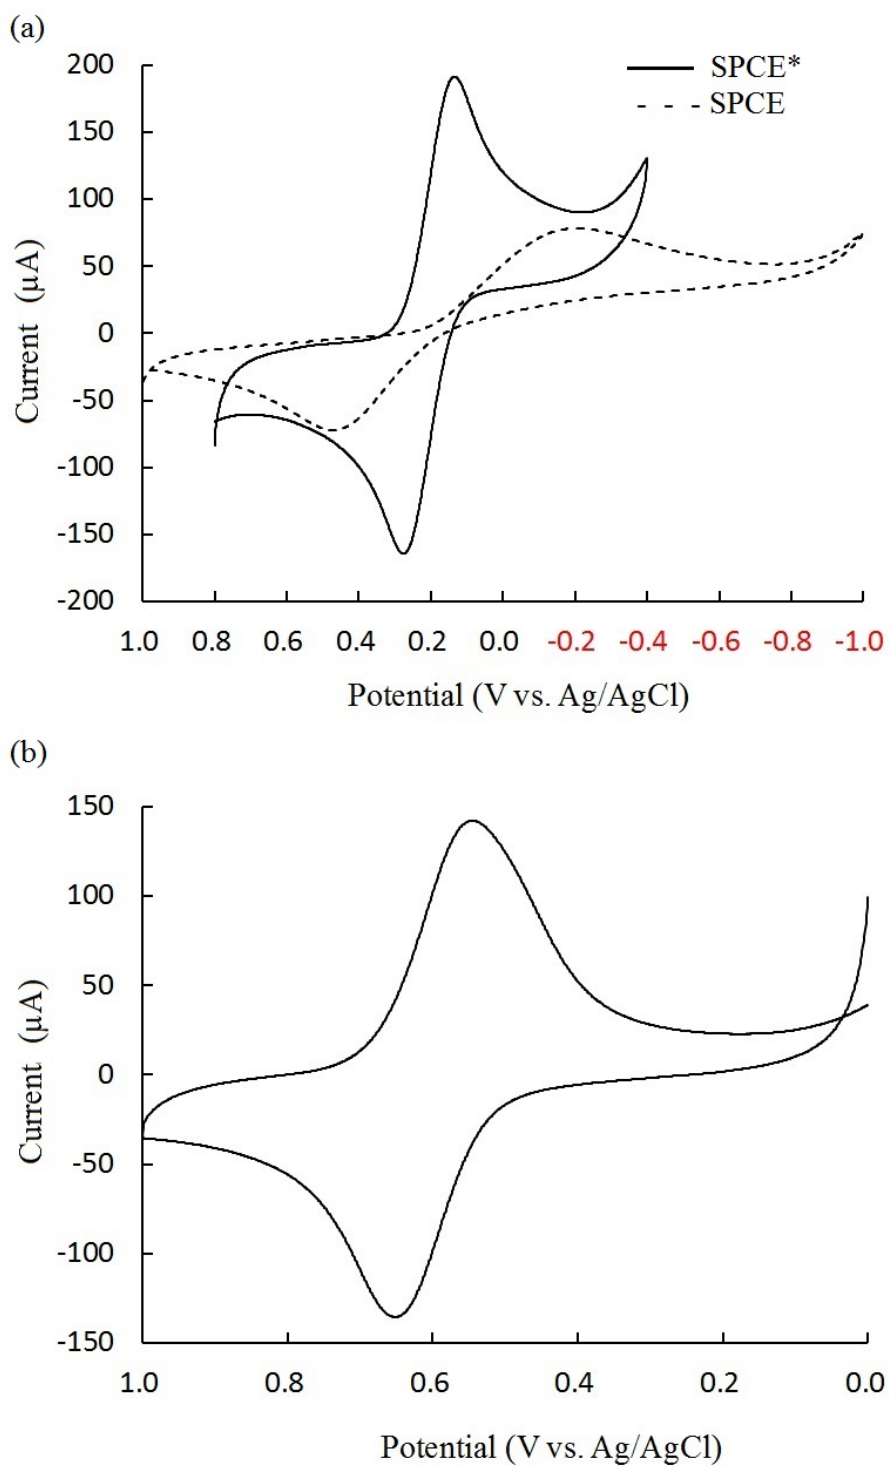 (a)
SPCE*
SPCE
200
150
100
50
0
-50
-100
-150
-200
Current (μA)
1.0 0.8 0.6 0.4 0.2 0.0 -0.2 -0.4 -0.6 -0.8 -1.0
Potential (V vs. Ag/AgCl)
(b)
150
100
50
0
-50
-100
-150
Current (μA)
1.0 0.8 0.6 0.4 0.2 0.0
Potential (V vs. Ag/AgCl)